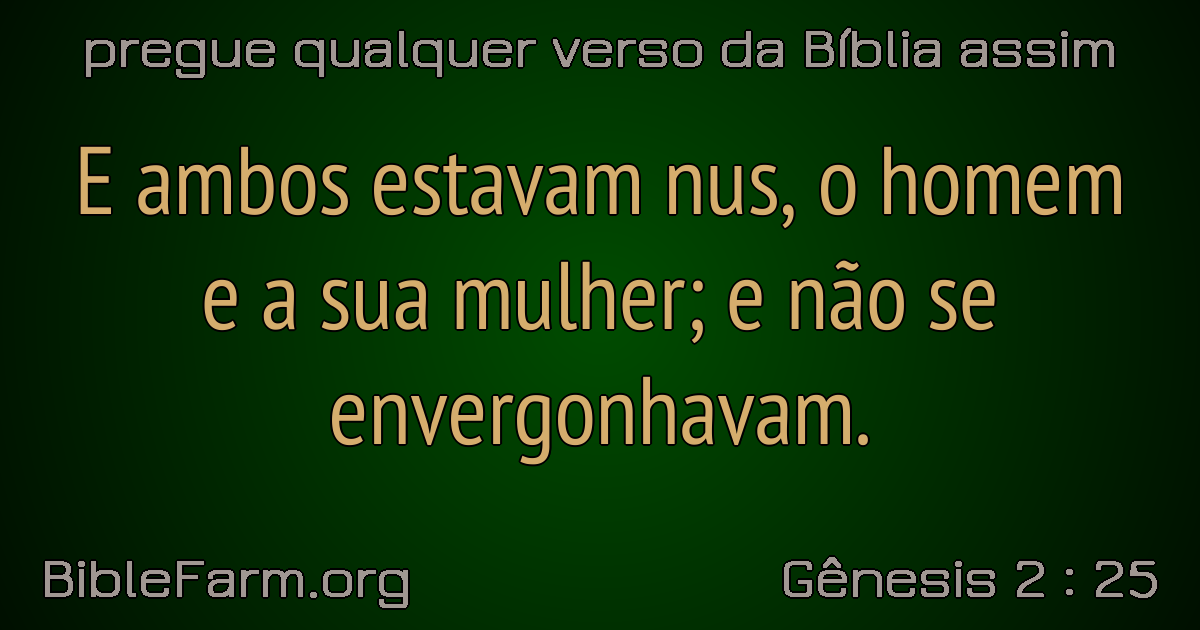 pregue qualquer verso da Bíblia assim
E ambos estavam nus, o homem
e a sua mulher; e não se
envergonhavam.
BibleFarm.org
Gênesis 2 : 25